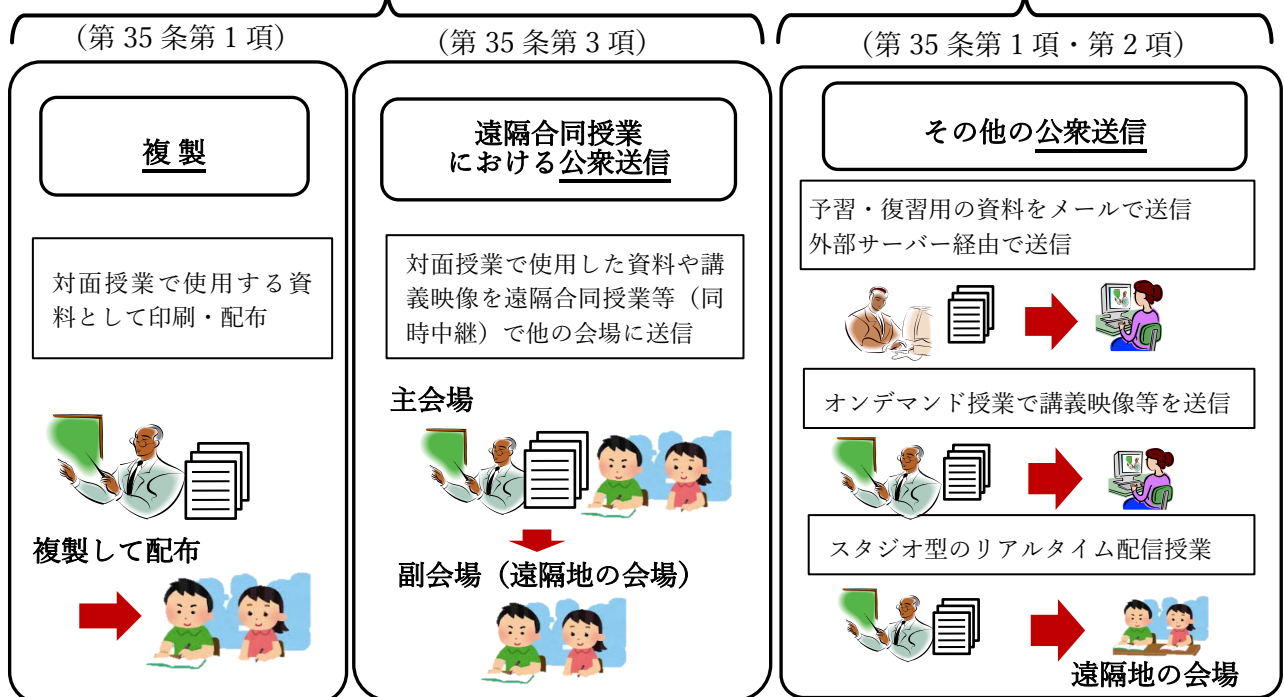 (第 35 条第 1 項)
複 製
対面授業で使用する資
料として印刷・配布
複製して配布
(第 35 条第 3 項)
遠隔合同授業
における公衆送信
対面授業で使用した資料や講
義映像を遠隔合同授業等（同
時中継）で他の会場に送信
主会場
副会場（遠隔地の会場）
(第 35 条第 1 項・第 2 項)
その他の公衆送信
予習・復習用の資料をメールで送信
外部サーバー経由で送信
オンデマンド授業で講義映像等を送信
スタジオ型のリアルタイム配信授業
遠隔地の会場